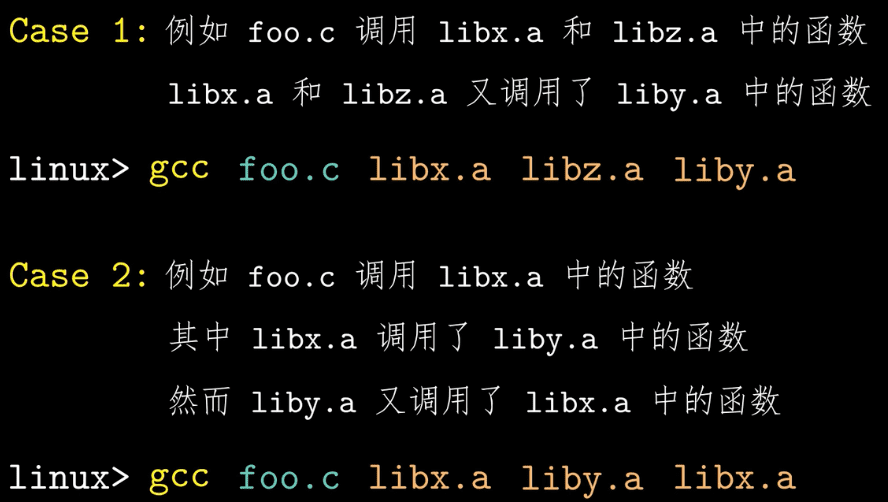 Case 1: 例如 foo.c 调用 libx.a 和 libz.a 中的函数
libx.a 和 libz.a 又调用了 liby.a 中的函数
linux> gcc foo.c libx.a libz.a liby.a
Case 2: 例如 foo.c 调用 libx.a 中的函数
其中 libx.a 调用了 liby.a 中的函数
然而 liby.a 又调用了 libx.a 中的函数
linux> gcc foo.c libx.a liby.a libx.a